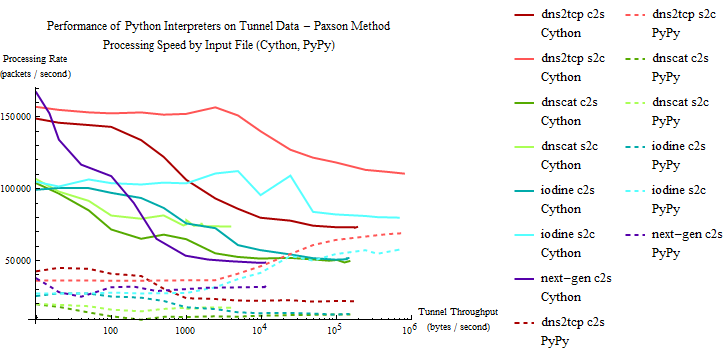 Performance of Python Interpreters on Tunnel Data – Paxson Method
Processing Speed by Input File (Cython, PyPy)
Processing Rate
(packets / second)
150000
100000
50000
100
1000
10^4
10^5
10^6
Tunnel Throughput
(bytes / second)
dns2tcp c2s
Cython
dns2tcp s2c
Cython
dnscat c2s
Cython
dnscat s2c
Cython
iodine c2s
Cython
iodine s2c
Cython
next–gen c2s
Cython
dns2tcp c2s
PyPy
dns2tcp s2c
PyPy
dnscat c2s
PyPy
dnscat s2c
PyPy
iodine c2s
PyPy
iodine s2c
PyPy
next–gen c2s
PyPy